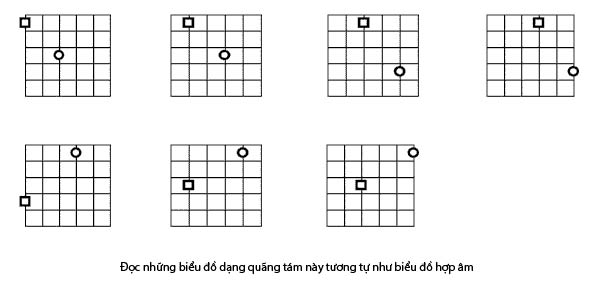 Đọc những biểu đồ dạng quãng tám này tương tự như biểu đồ hợp âm